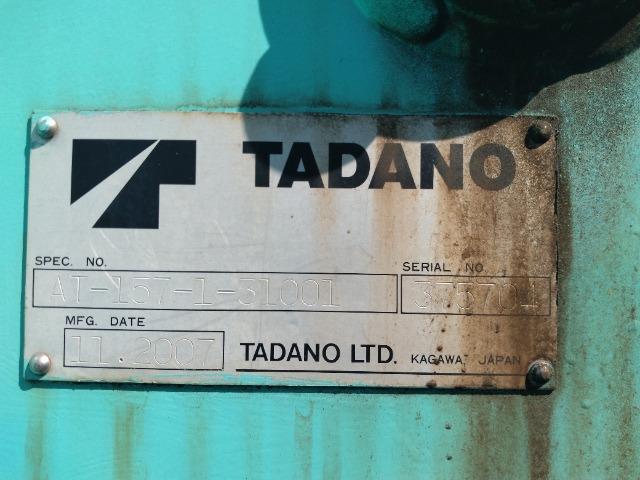 TADANO
SPEC. NO.
AT-157-1-31001
SERIAL NO.
375704
MFG. DATE
11.2007
TADANO LTD. KAGAWA JAPAN